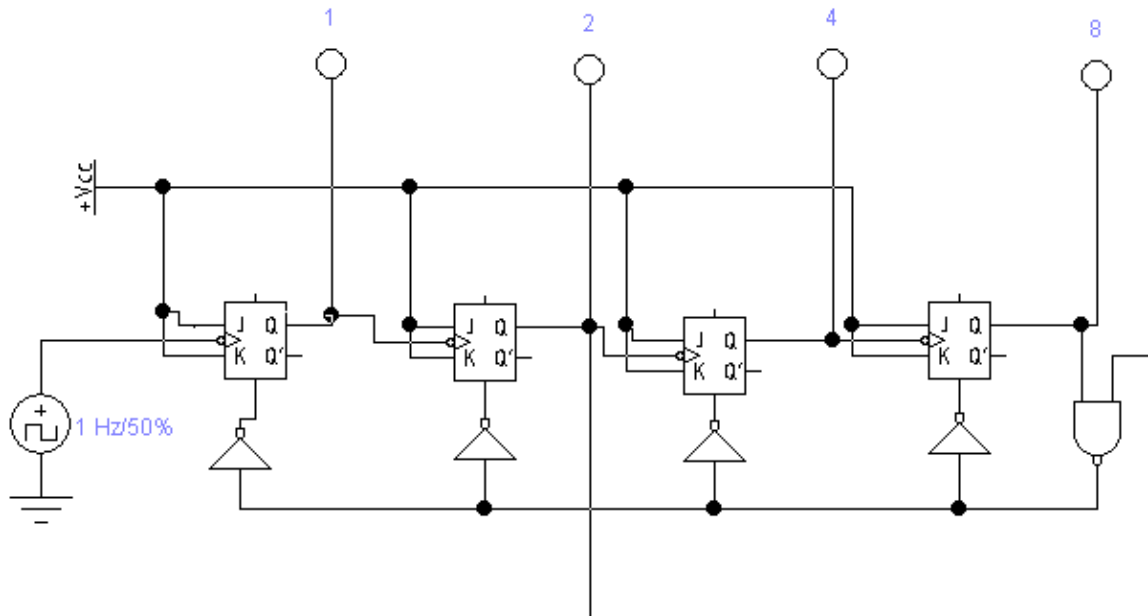 1
2
4
8
+Vcc
J Q
K Q'
J Q
K Q'
J Q
K Q'
J Q
K Q'
+
1 Hz/50%